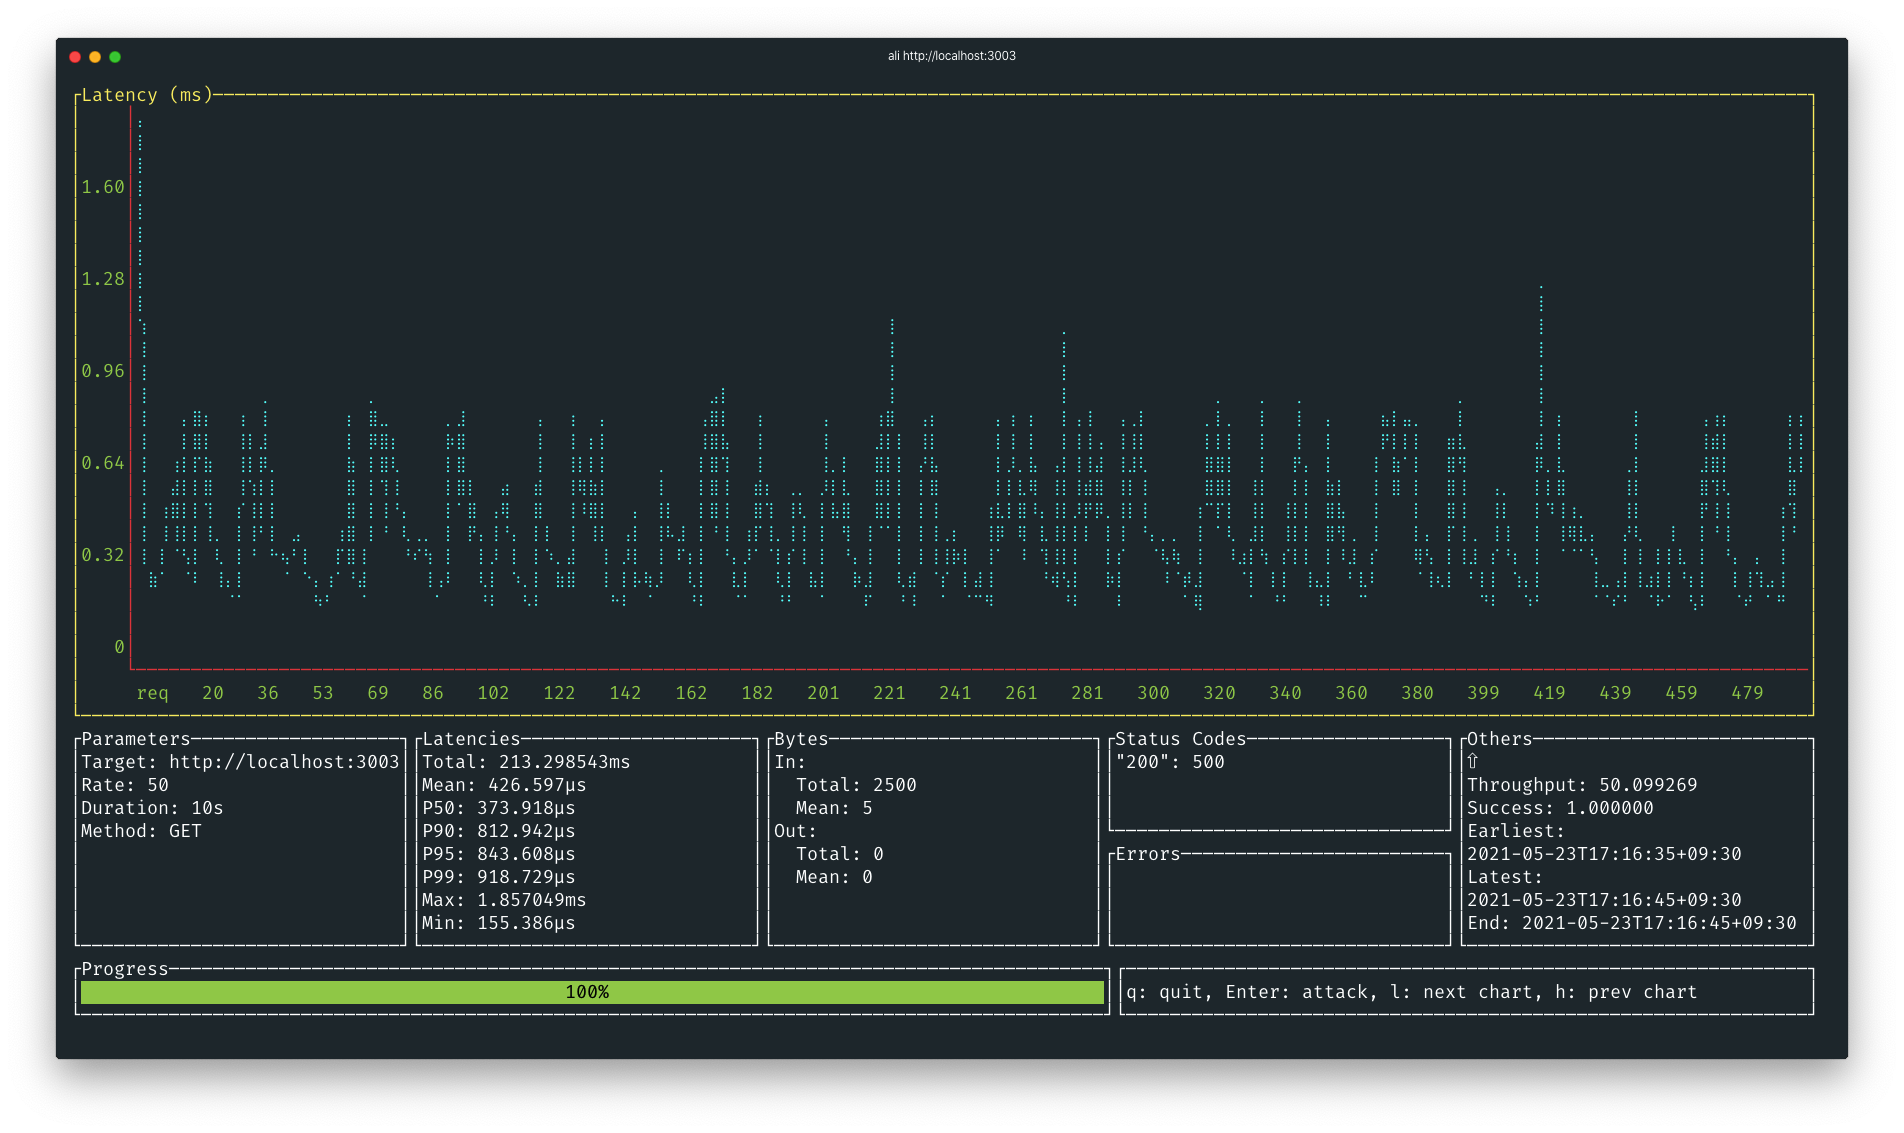 ali http://localhost:3003
Latency (ms)
1.60
1.28
0.96
0.64
0.32
0
req 20 36 53 69 86 102 122 142 162 182 201 221 241 261 281 300 320 340 360 380 399 419 439 459 479
Parameters
Target: http://localhost:3003
Rate: 50
Duration: 10s
Method: GET
Latencies
Total: 213.298543ms
Mean: 426.597µs
P50: 373.918µs
P90: 812.942µs
P95: 843.608µs
P99: 918.729µs
Max: 1.857049ms
Min: 155.386µs
Bytes
In:
Total: 2500
Mean: 5
Out:
Total: 0
Mean: 0
Status Codes
"200": 500
Errors
Others
⇧
Throughput: 50.099269
Success: 1.000000
Earliest:
2021-05-23T17:16:35+09:30
Latest:
2021-05-23T17:16:45+09:30
End: 2021-05-23T17:16:45+09:30
Progress
100%
q: quit, Enter: attack, l: next chart, h: prev chart